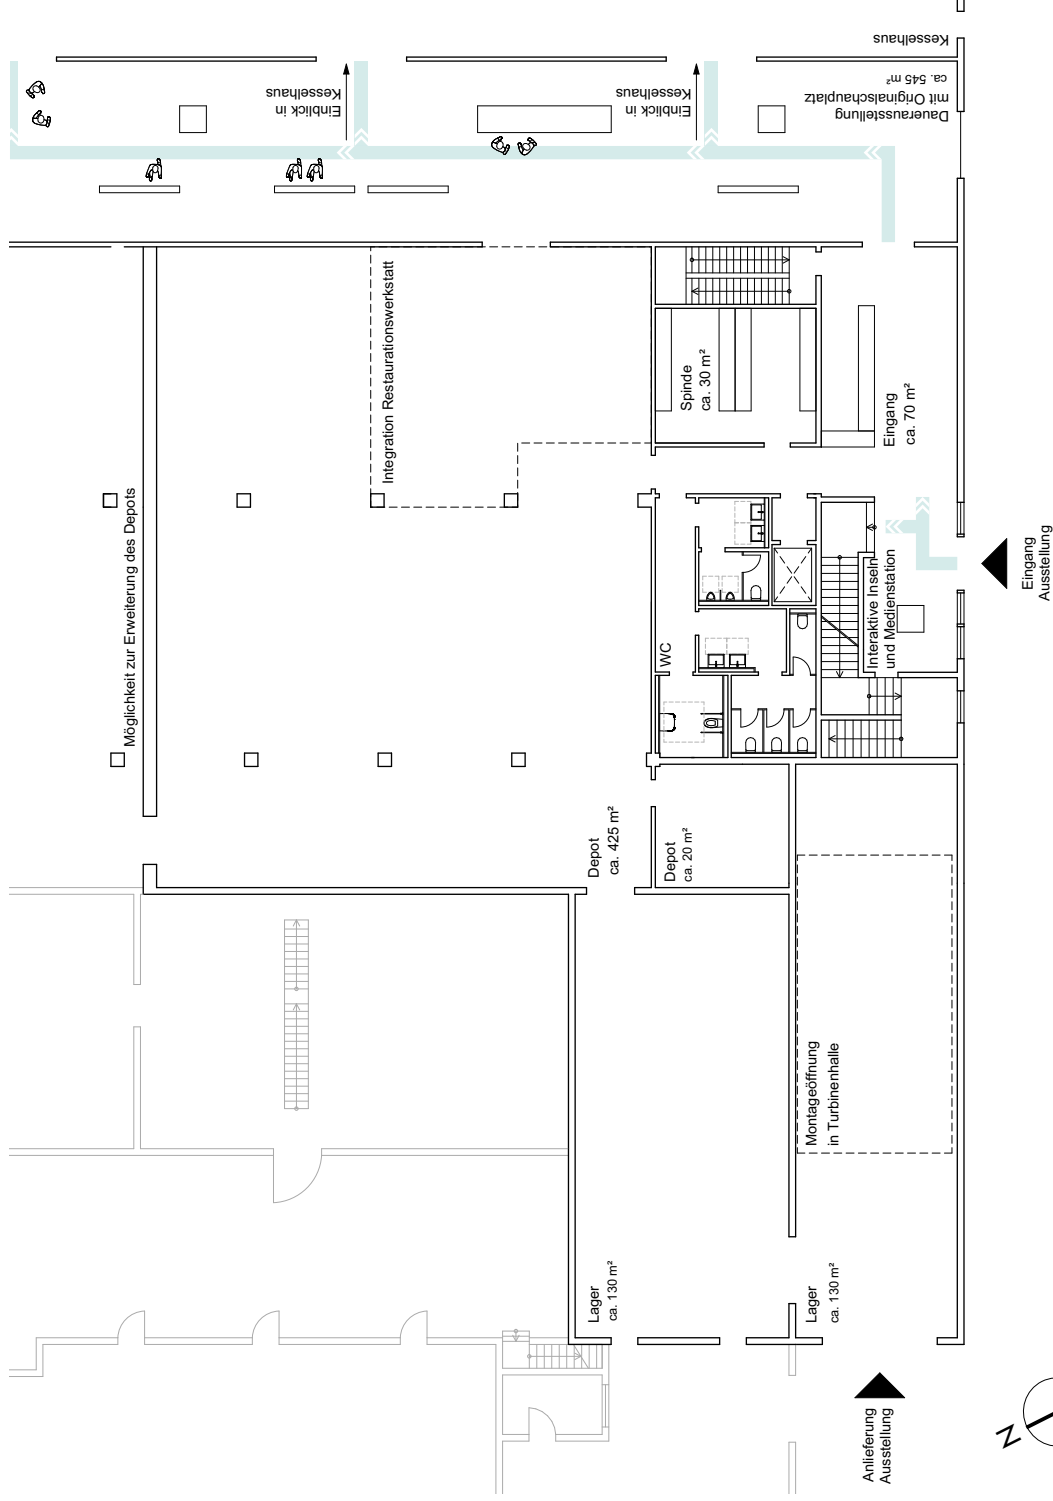 Kesselhaus
Dauerausstellung
mit Originalschauplatz
ca. 545 m²
Einblick in
Kesselhaus
Einblick in
Kesselhaus
Integration Restaurationswerkstatt
Spinde
ca. 30 m²
Eingang
ca. 70 m²
Möglichkeit zur Erweiterung des Depots
Interaktive Inseln
und Medienstation
Eingang
Ausstellung
WC
Depot
ca. 425 m²
Depot
ca. 20 m²
Montageöffnung
in Turbinenhalle
Lager
ca. 130 m²
Lager
ca. 130 m²
Anlieferung
Ausstellung
N